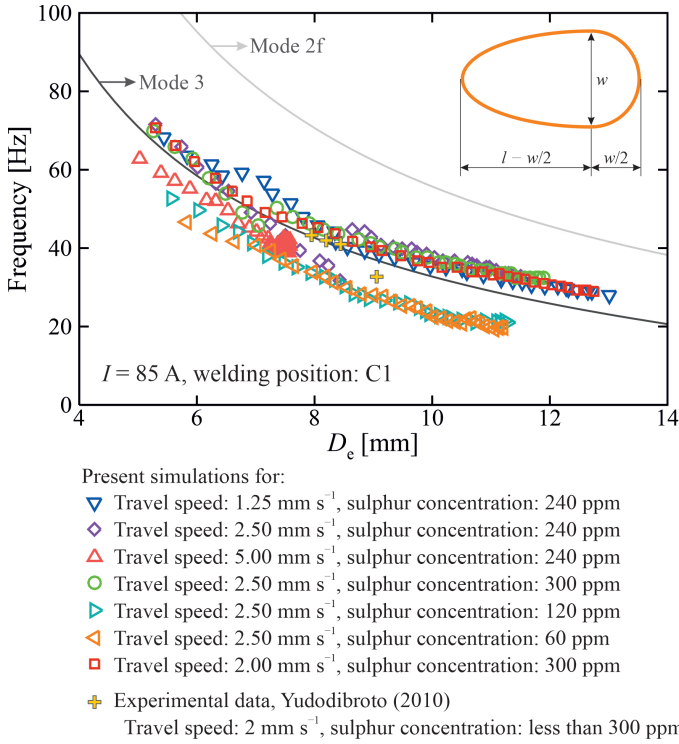 100
80
60
40
20
0
Frequency [Hz]
Mode 2f
Mode 3
w
l − w/2
w/2
I = 85 A, welding position: C1
4
6
8
10
12
14
De [mm]
Present simulations for:
Travel speed: 1.25 mm s−1, sulphur concentration: 240 ppm
Travel speed: 2.50 mm s−1, sulphur concentration: 240 ppm
Travel speed: 5.00 mm s−1, sulphur concentration: 240 ppm
Travel speed: 2.50 mm s−1, sulphur concentration: 300 ppm
Travel speed: 2.50 mm s−1, sulphur concentration: 120 ppm
Travel speed: 2.50 mm s−1, sulphur concentration: 60 ppm
Travel speed: 2.00 mm s−1, sulphur concentration: 300 ppm
Experimental data, Yudodibroto (2010)
Travel speed: 2 mm s−1, sulphur concentration: less than 300 ppm